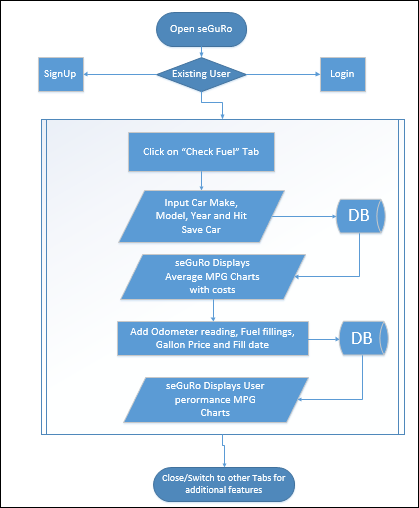 Open seGuRo
SignUp
Existing User
Login
Click on “Check Fuel” Tab
Input Car Make,
Model, Year and Hit
Save Car
DB
seGuRo Displays
Average MPG Charts
with costs
Add Odometer reading, Fuel fillings,
Gallon Price and Fill date
DB
seGuRo Displays User
perormance MPG
Charts
Close/Switch to other Tabs for
additional features